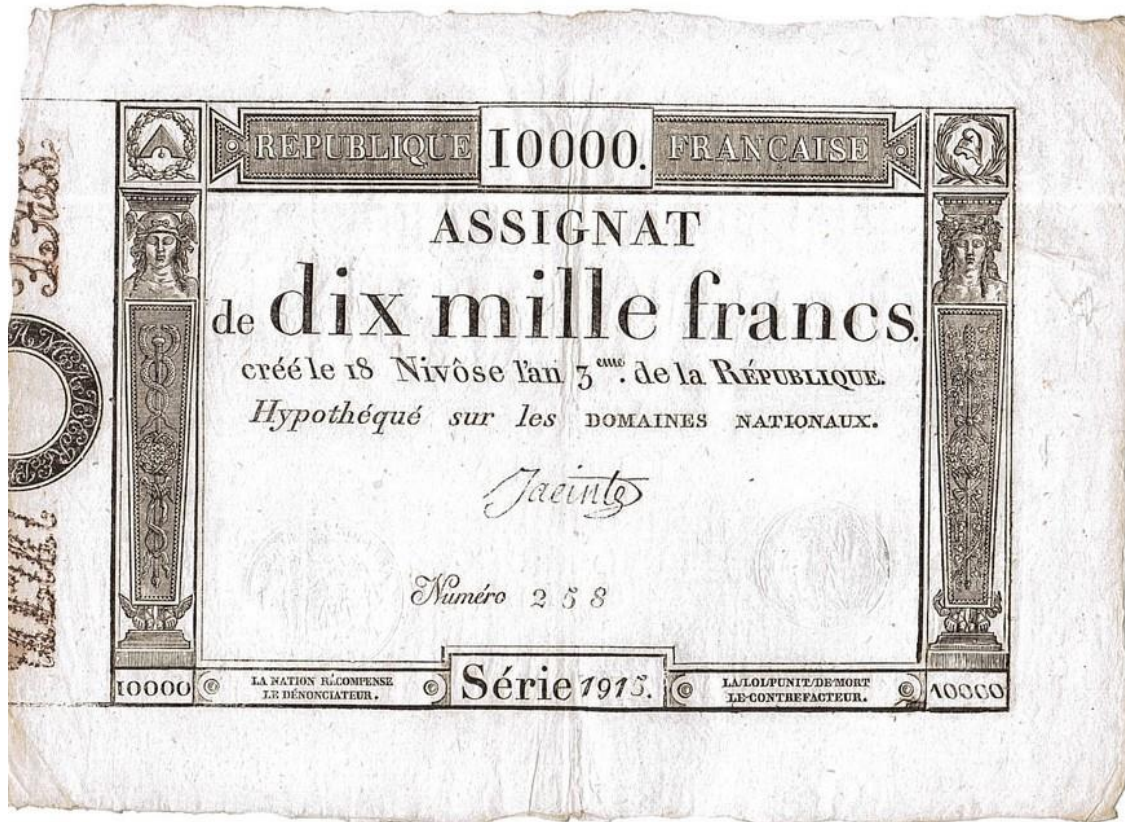 RÉPUBLIQUE 10000. FRANCAISE
ASSIGNAT
de dix mille francs.
créé le 18 Nivôse l'an 3eme. de la RÉPUBLIQUE.
Hypothéqué sur les DOMAINES NATIONAUX.
Jacinte
Numéro 258
10000
LA NATION RÉCOMPENSE
LE DÉNONCIATEUR.
Série 1915.
LA LOI PUNIT DE MORT
LE CONTREFACTEUR.
10000